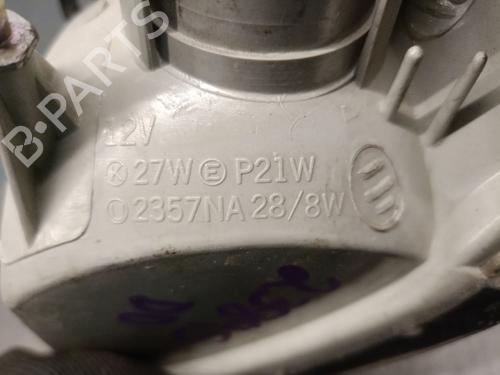 B-PARTS
12V
Ⓚ 27W Ⓔ P21W
Ⓤ 2357NA 28/8W